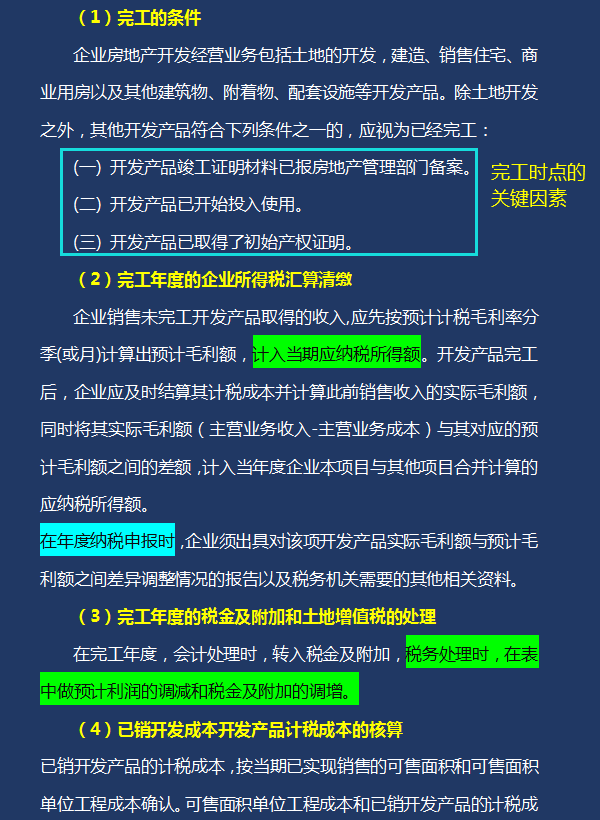 （1）完工的条件
企业房地产开发经营业务包括土地的开发，建造、销售住宅、商
业用房以及其他建筑物、附着物、配套设施等开发产品。除土地开发
之外，其他开发产品符合下列条件之一的，应视为已经完工：
(一) 开发产品竣工证明材料已报房地产管理部门备案。
(二) 开发产品已开始投入使用。
(三) 开发产品已取得了初始产权证明。
完工时点的
关键因素
（2）完工年度的企业所得税汇算清缴
企业销售未完工开发产品取得的收入,应先按预计计税毛利率分
季(或月)计算出预计毛利额，计入当期应纳税所得额。开发产品完工
后，企业应及时结算其计税成本并计算此前销售收入的实际毛利额，
同时将其实际毛利额（主营业务收入-主营业务成本）与其对应的预
计毛利额之间的差额,计入当年度企业本项目与其他项目合并计算的
应纳税所得额。
在年度纳税申报时,企业须出具对该项开发产品实际毛利额与预计毛
利额之间差异调整情况的报告以及税务机关需要的其他相关资料。
（3）完工年度的税金及附加和土地增值税的处理
在完工年度，会计处理时，转入税金及附加，税务处理时，在表
中做预计利润的调减和税金及附加的调增。
（4）已销开发成本开发产品计税成本的核算
已销开发产品的计税成本,按当期已实现销售的可售面积和可售面积
单位工程成本确认。可售面积单位工程成本和已销开发产品的计税成